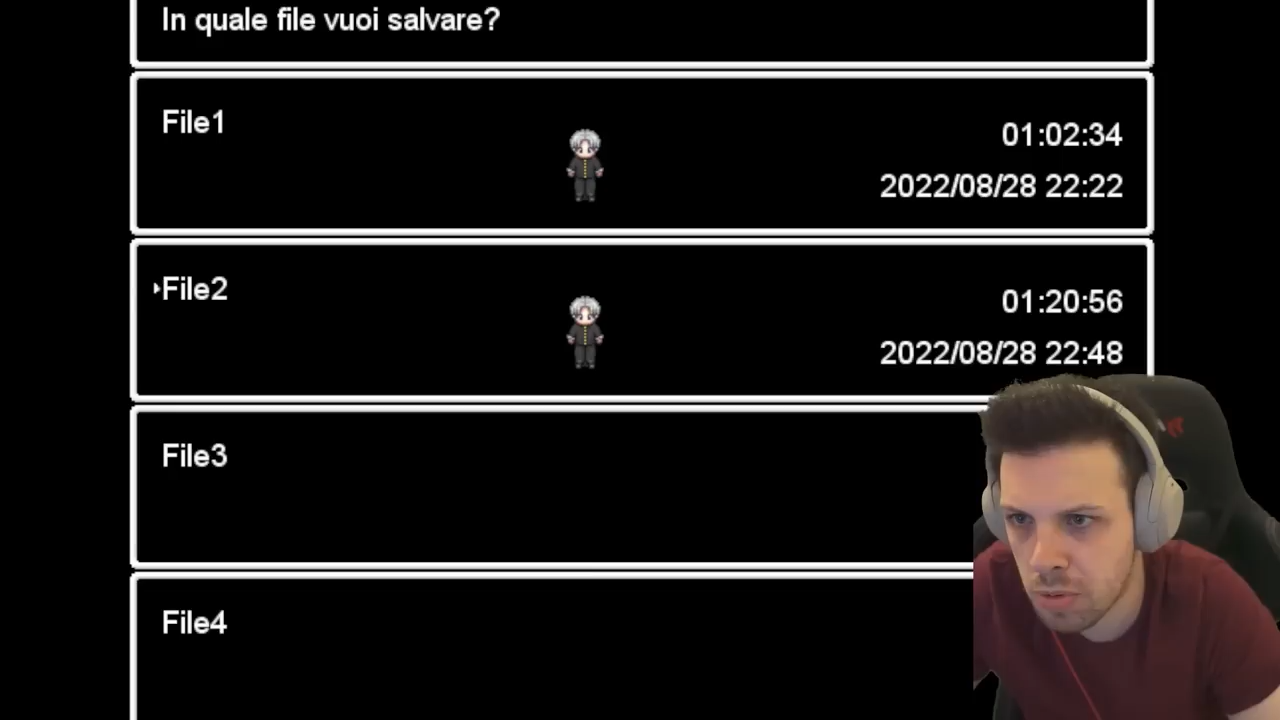 In quale file vuoi salvare?
File1
01:02:34
2022/08/28 22:22
File2
01:20:56
2022/08/28 22:48
File3
File4